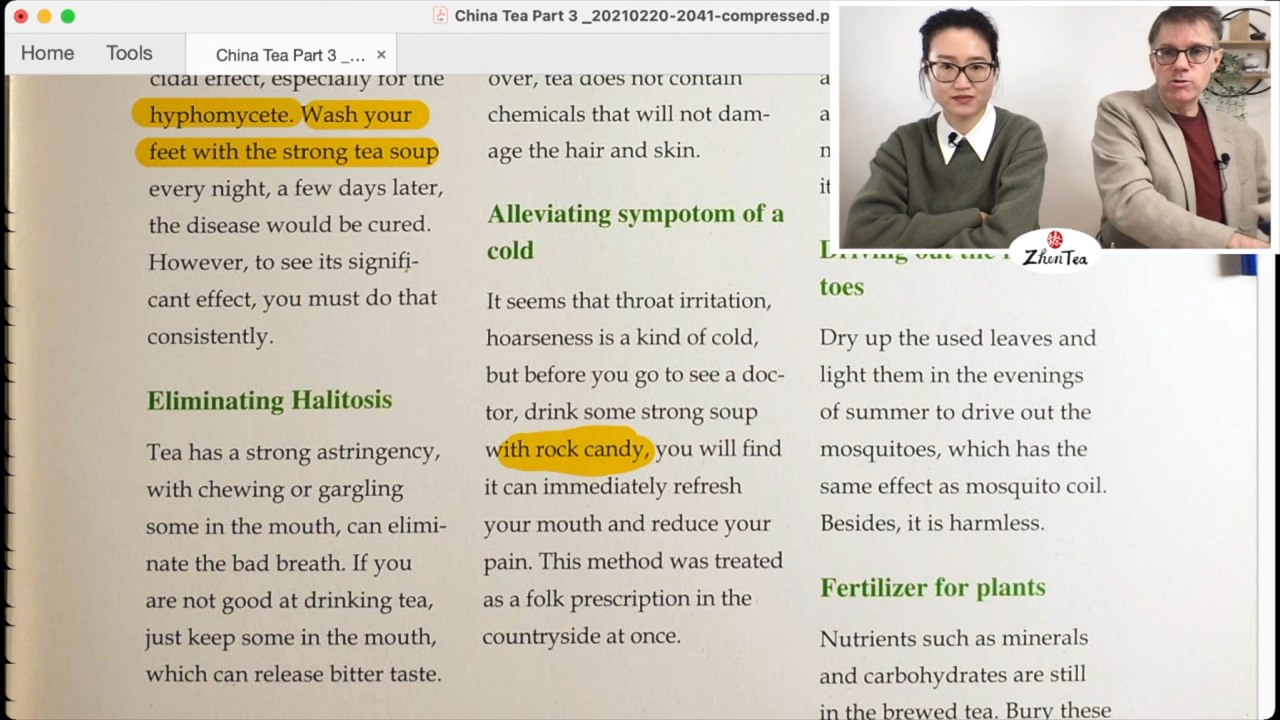 China Tea Part 3 _20210220-2041-compressed.p
Home
Tools
China Tea Part 3 _... ×
cidal effect, especially for the
hyphomycete. Wash your
feet with the strong tea soup
every night, a few days later,
the disease would be cured.
However, to see its signifi-
cant effect, you must do that
consistently.
Eliminating Halitosis
Tea has a strong astringency,
with chewing or gargling
some in the mouth, can elimi-
nate the bad breath. If you
are not good at drinking tea,
just keep some in the mouth,
which can release bitter taste.
over, tea does not contain
chemicals that will not dam-
age the hair and skin.
Alleviating sympotom of a
cold
It seems that throat irritation,
hoarseness is a kind of cold,
but before you go to see a doc-
tor, drink some strong soup
with rock candy, you will find
it can immediately refresh
your mouth and reduce your
pain. This method was treated
as a folk prescription in the
countryside at once.
Driving out the
toes
Dry up the used leaves and
light them in the evenings
of summer to drive out the
mosquitoes, which has the
same effect as mosquito coil.
Besides, it is harmless.
Fertilizer for plants
Nutrients such as minerals
and carbohydrates are still
in the brewed tea. Bury these
ZhenTea